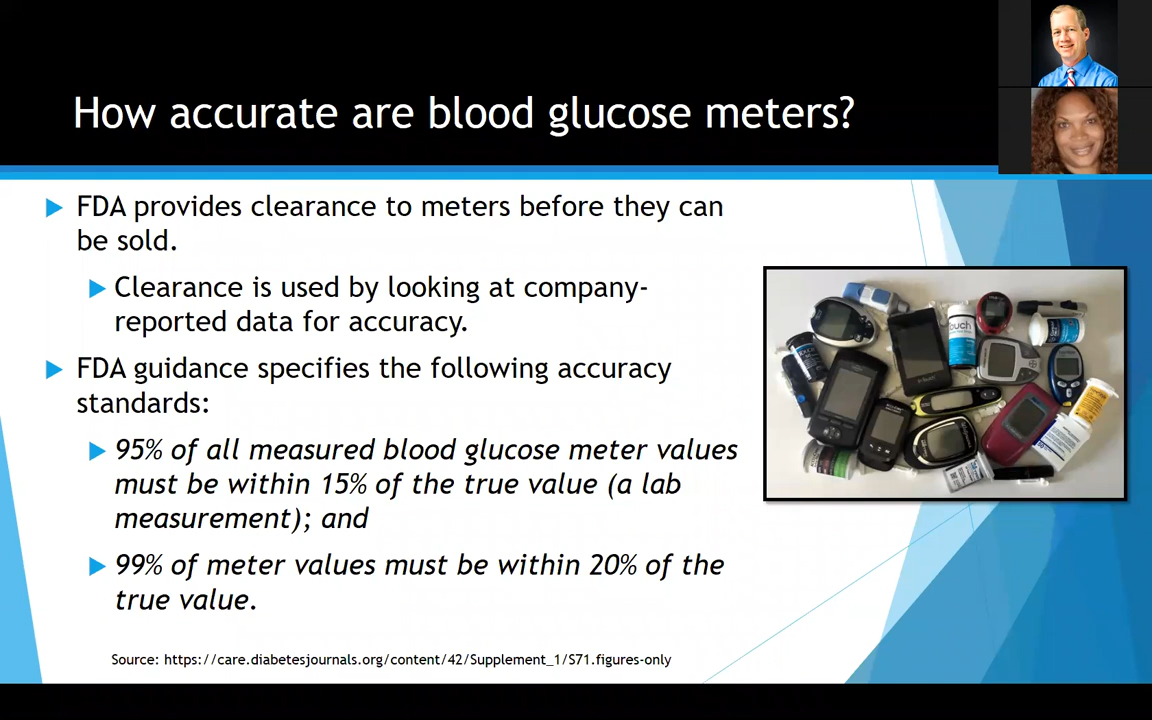 How accurate are blood glucose meters?
FDA provides clearance to meters before they can
be sold.
Clearance is used by looking at company-
reported data for accuracy.
FDA guidance specifies the following accuracy
standards:
95% of all measured blood glucose meter values
must be within 15% of the true value (a lab
measurement); and
99% of meter values must be within 20% of the
true value.
Source: https://care.diabetesjournals.org/content/42/Supplement_1/S71.figures-only